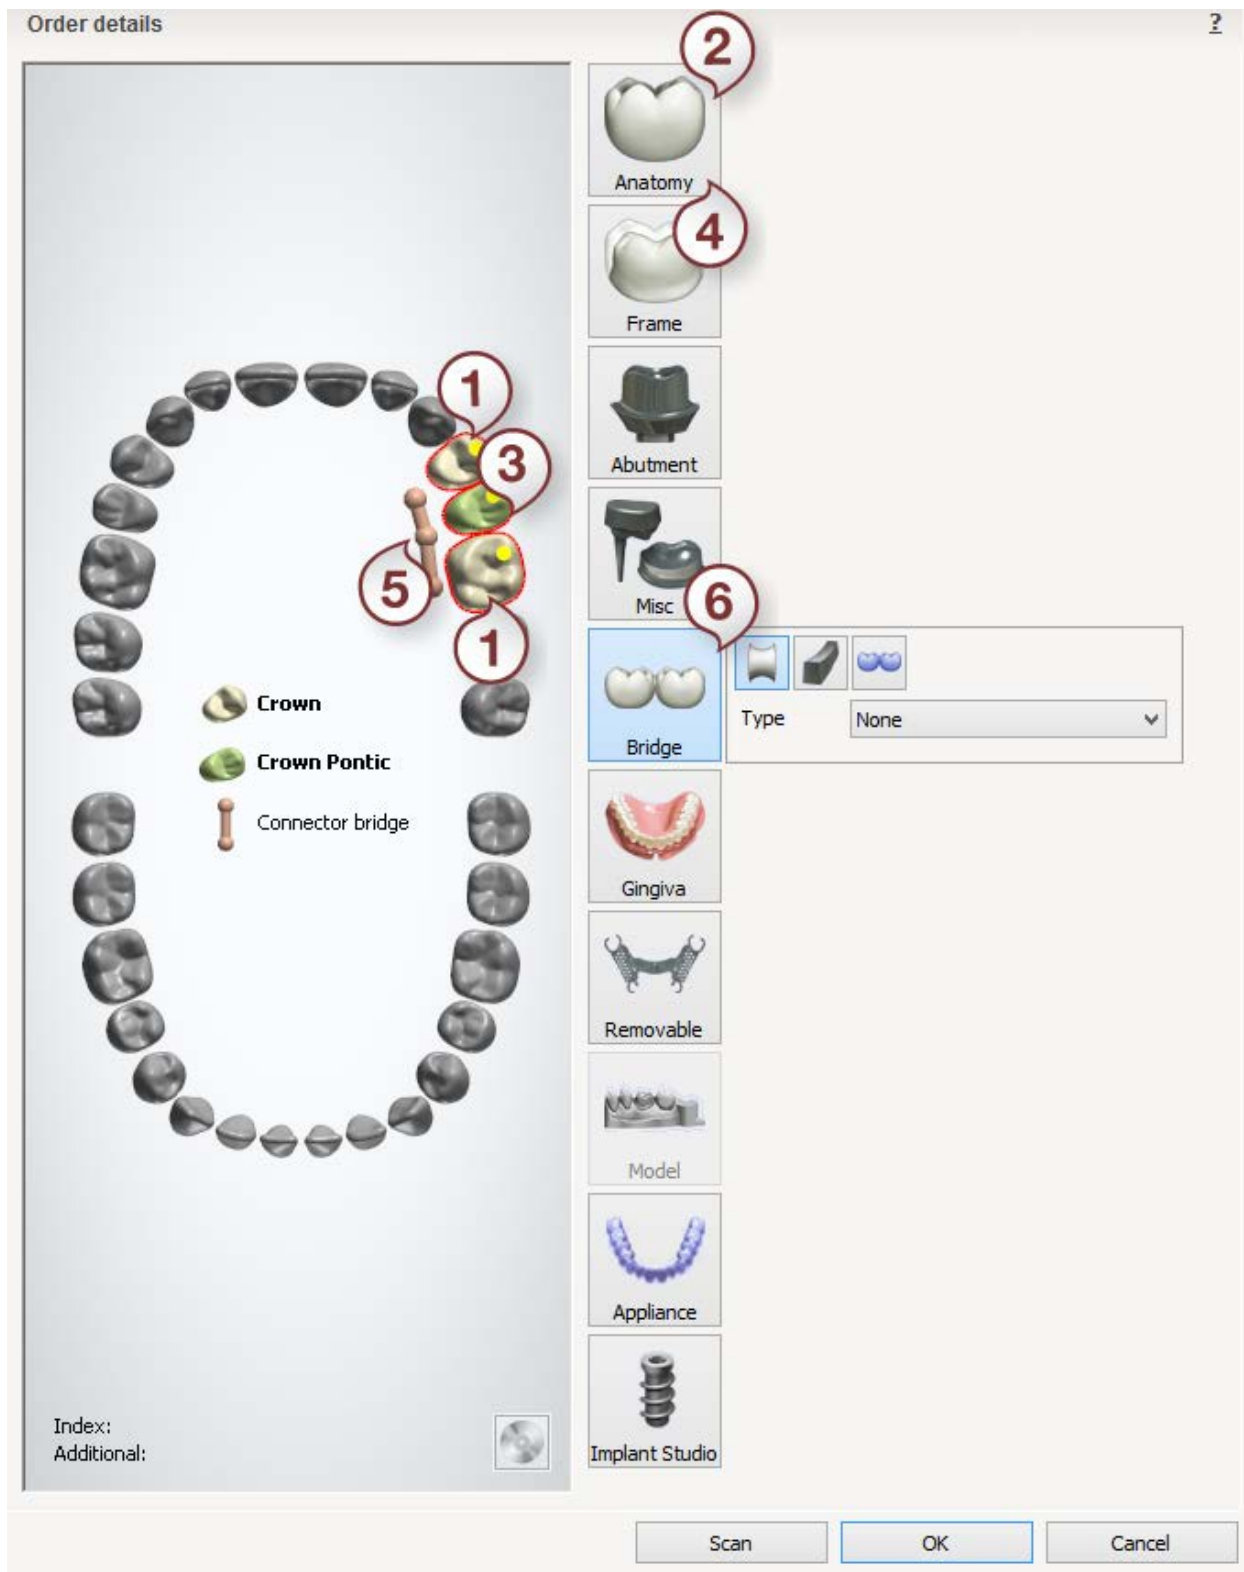 Order details
?
2
Anatomy
4
Frame
1
3
Abutment
5
1
Misc
6
Crown
Type
None
Crown Pontic
Bridge
Connector bridge
Gingiva
Removable
Model
Appliance
Index:
Additional:
Implant Studio
Scan
OK
Cancel